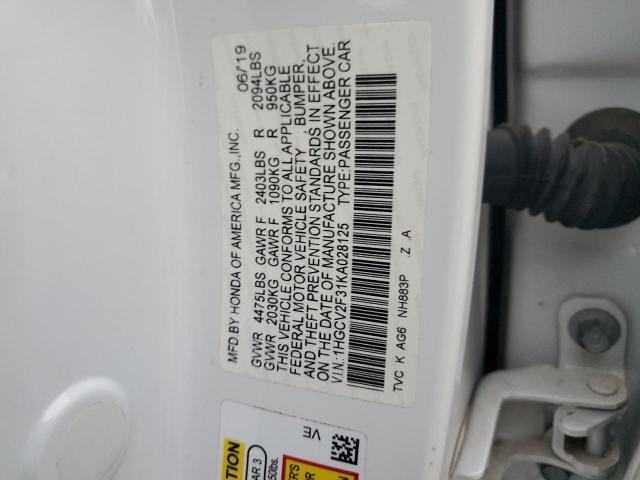 MFD BY HONDA OF AMERICA MFG.,INC. 06/19
GVWR 4475LBS GAWR F 2403LBS R 2094LBS
GVWR 2030KG GAWR F 1090KG R 950KG
THIS VEHICLE CONFORMS TO ALL APPLICABLE
FEDERAL MOTOR VEHICLE SAFETY , BUMPER,
AND THEFT PREVENTION STANDARDS IN EFFECT
ON THE DATE OF MANUFACTURE SHOWN ABOVE.
V.I.N.:1HGCV2F31KA028125 TYPE:PASSENGER CAR
TVC K AG6 NH883P .Z .A
VE